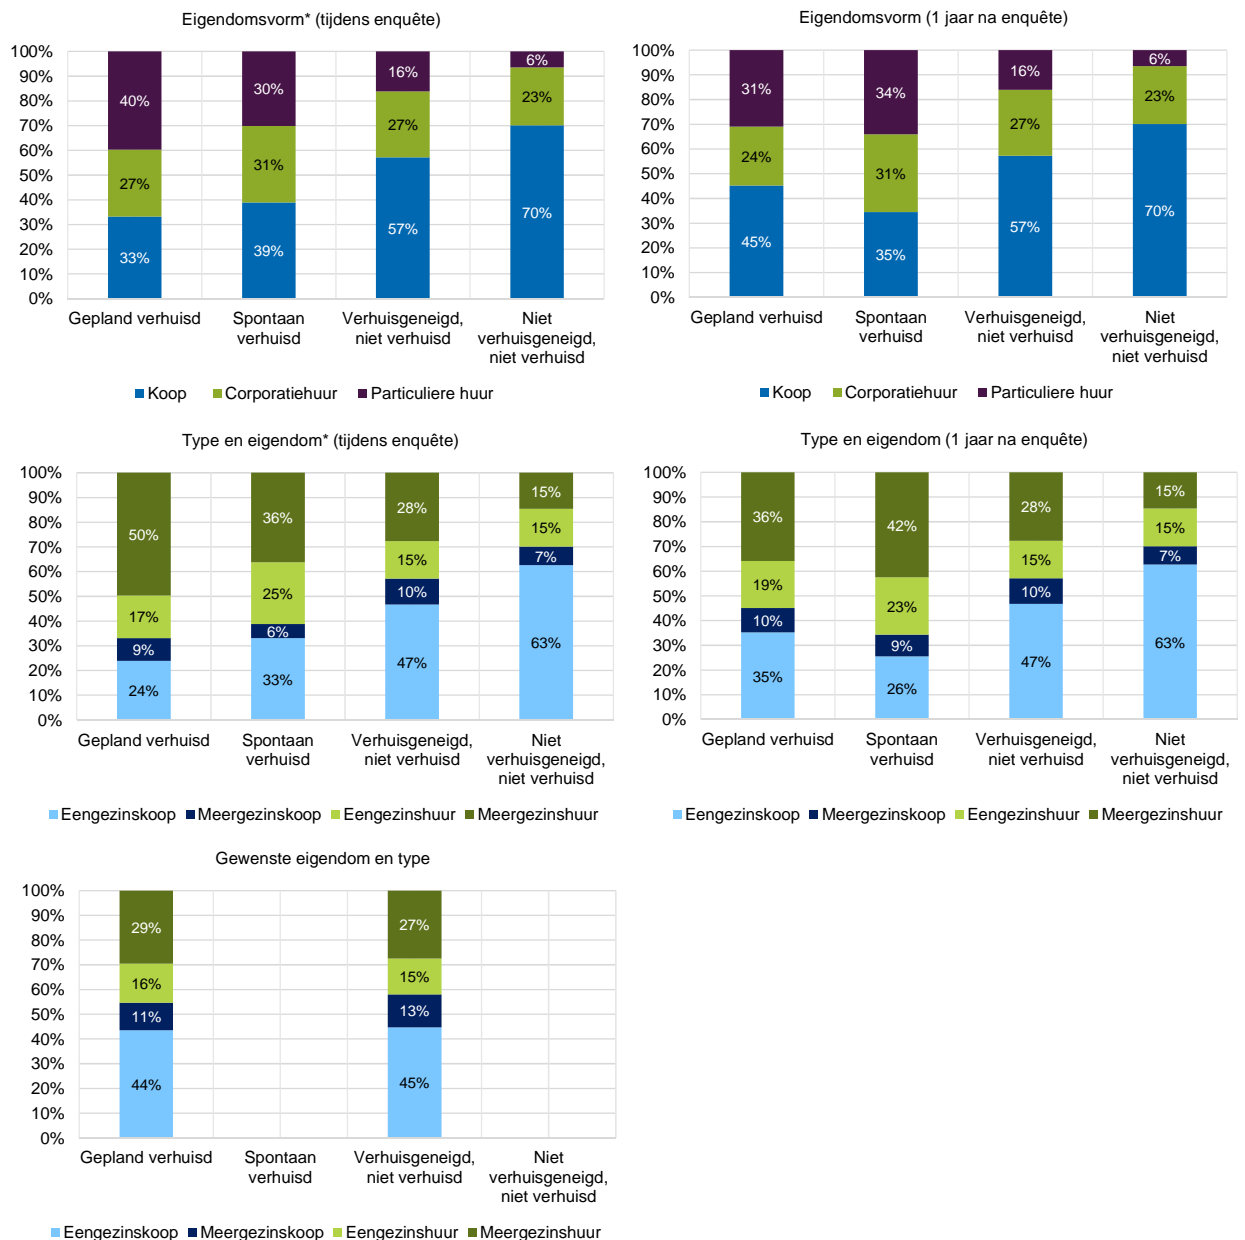 Eigendomsvorm* (tijdens enquête)
100%
90%
80%
70%
60%
50%
40%
30%
20%
10%
0%
40%
27%
33%
30%
31%
39%
16%
27%
57%
6%
23%
70%
Gepland verhuisd
Spontaan
verhuisd
Verhuisgeneigd,
niet verhuisd
Niet
verhuisgeneigd,
niet verhuisd
Koop Corporatiehuur Particuliere huur
Eigendomsvorm (1 jaar na enquête)
100%
90%
80%
70%
60%
50%
40%
30%
20%
10%
0%
31%
24%
45%
34%
31%
35%
16%
27%
57%
6%
23%
70%
Gepland verhuisd
Spontaan
verhuisd
Verhuisgeneigd,
niet verhuisd
Niet
verhuisgeneigd,
niet verhuisd
Koop Corporatiehuur Particuliere huur
Type en eigendom* (tijdens enquête)
100%
90%
80%
70%
60%
50%
40%
30%
20%
10%
0%
50%
17%
9%
24%
36%
25%
6%
33%
28%
15%
10%
47%
15%
15%
7%
63%
Gepland verhuisd
Spontaan
verhuisd
Verhuisgeneigd,
niet verhuisd
Niet
verhuisgeneigd,
niet verhuisd
Eengezinskoop Meergezinskoop Eengezinshuur Meergezinshuur
Type en eigendom (1 jaar na enquête)
100%
90%
80%
70%
60%
50%
40%
30%
20%
10%
0%
36%
19%
10%
35%
42%
23%
9%
26%
28%
15%
10%
47%
15%
15%
7%
63%
Gepland verhuisd
Spontaan
verhuisd
Verhuisgeneigd,
niet verhuisd
Niet
verhuisgeneigd,
niet verhuisd
Eengezinskoop Meergezinskoop Eengezinshuur Meergezinshuur
Gewenste eigendom en type
100%
90%
80%
70%
60%
50%
40%
30%
20%
10%
0%
29%
16%
11%
44%
27%
15%
13%
45%
Gepland verhuisd
Spontaan
verhuisd
Verhuisgeneigd,
niet verhuisd
Niet
verhuisgeneigd,
niet verhuisd
Eengezinskoop Meergezinskoop Eengezinshuur Meergezinshuur